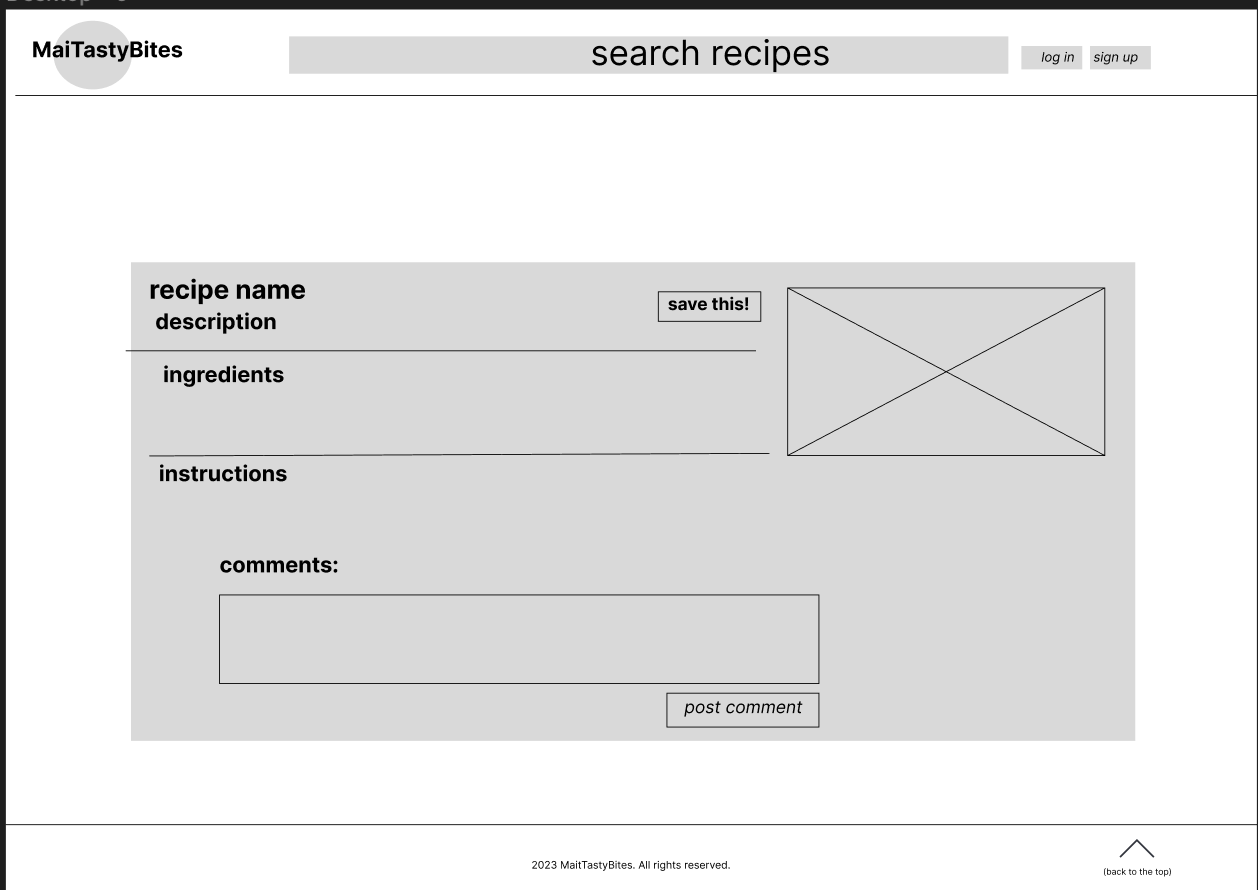 MaiTastyBites
search recipes
log in
sign up
recipe name
save this!
description
ingredients
instructions
comments:
post comment
2023 MaitTastyBites. All rights reserved.
(back to the top)